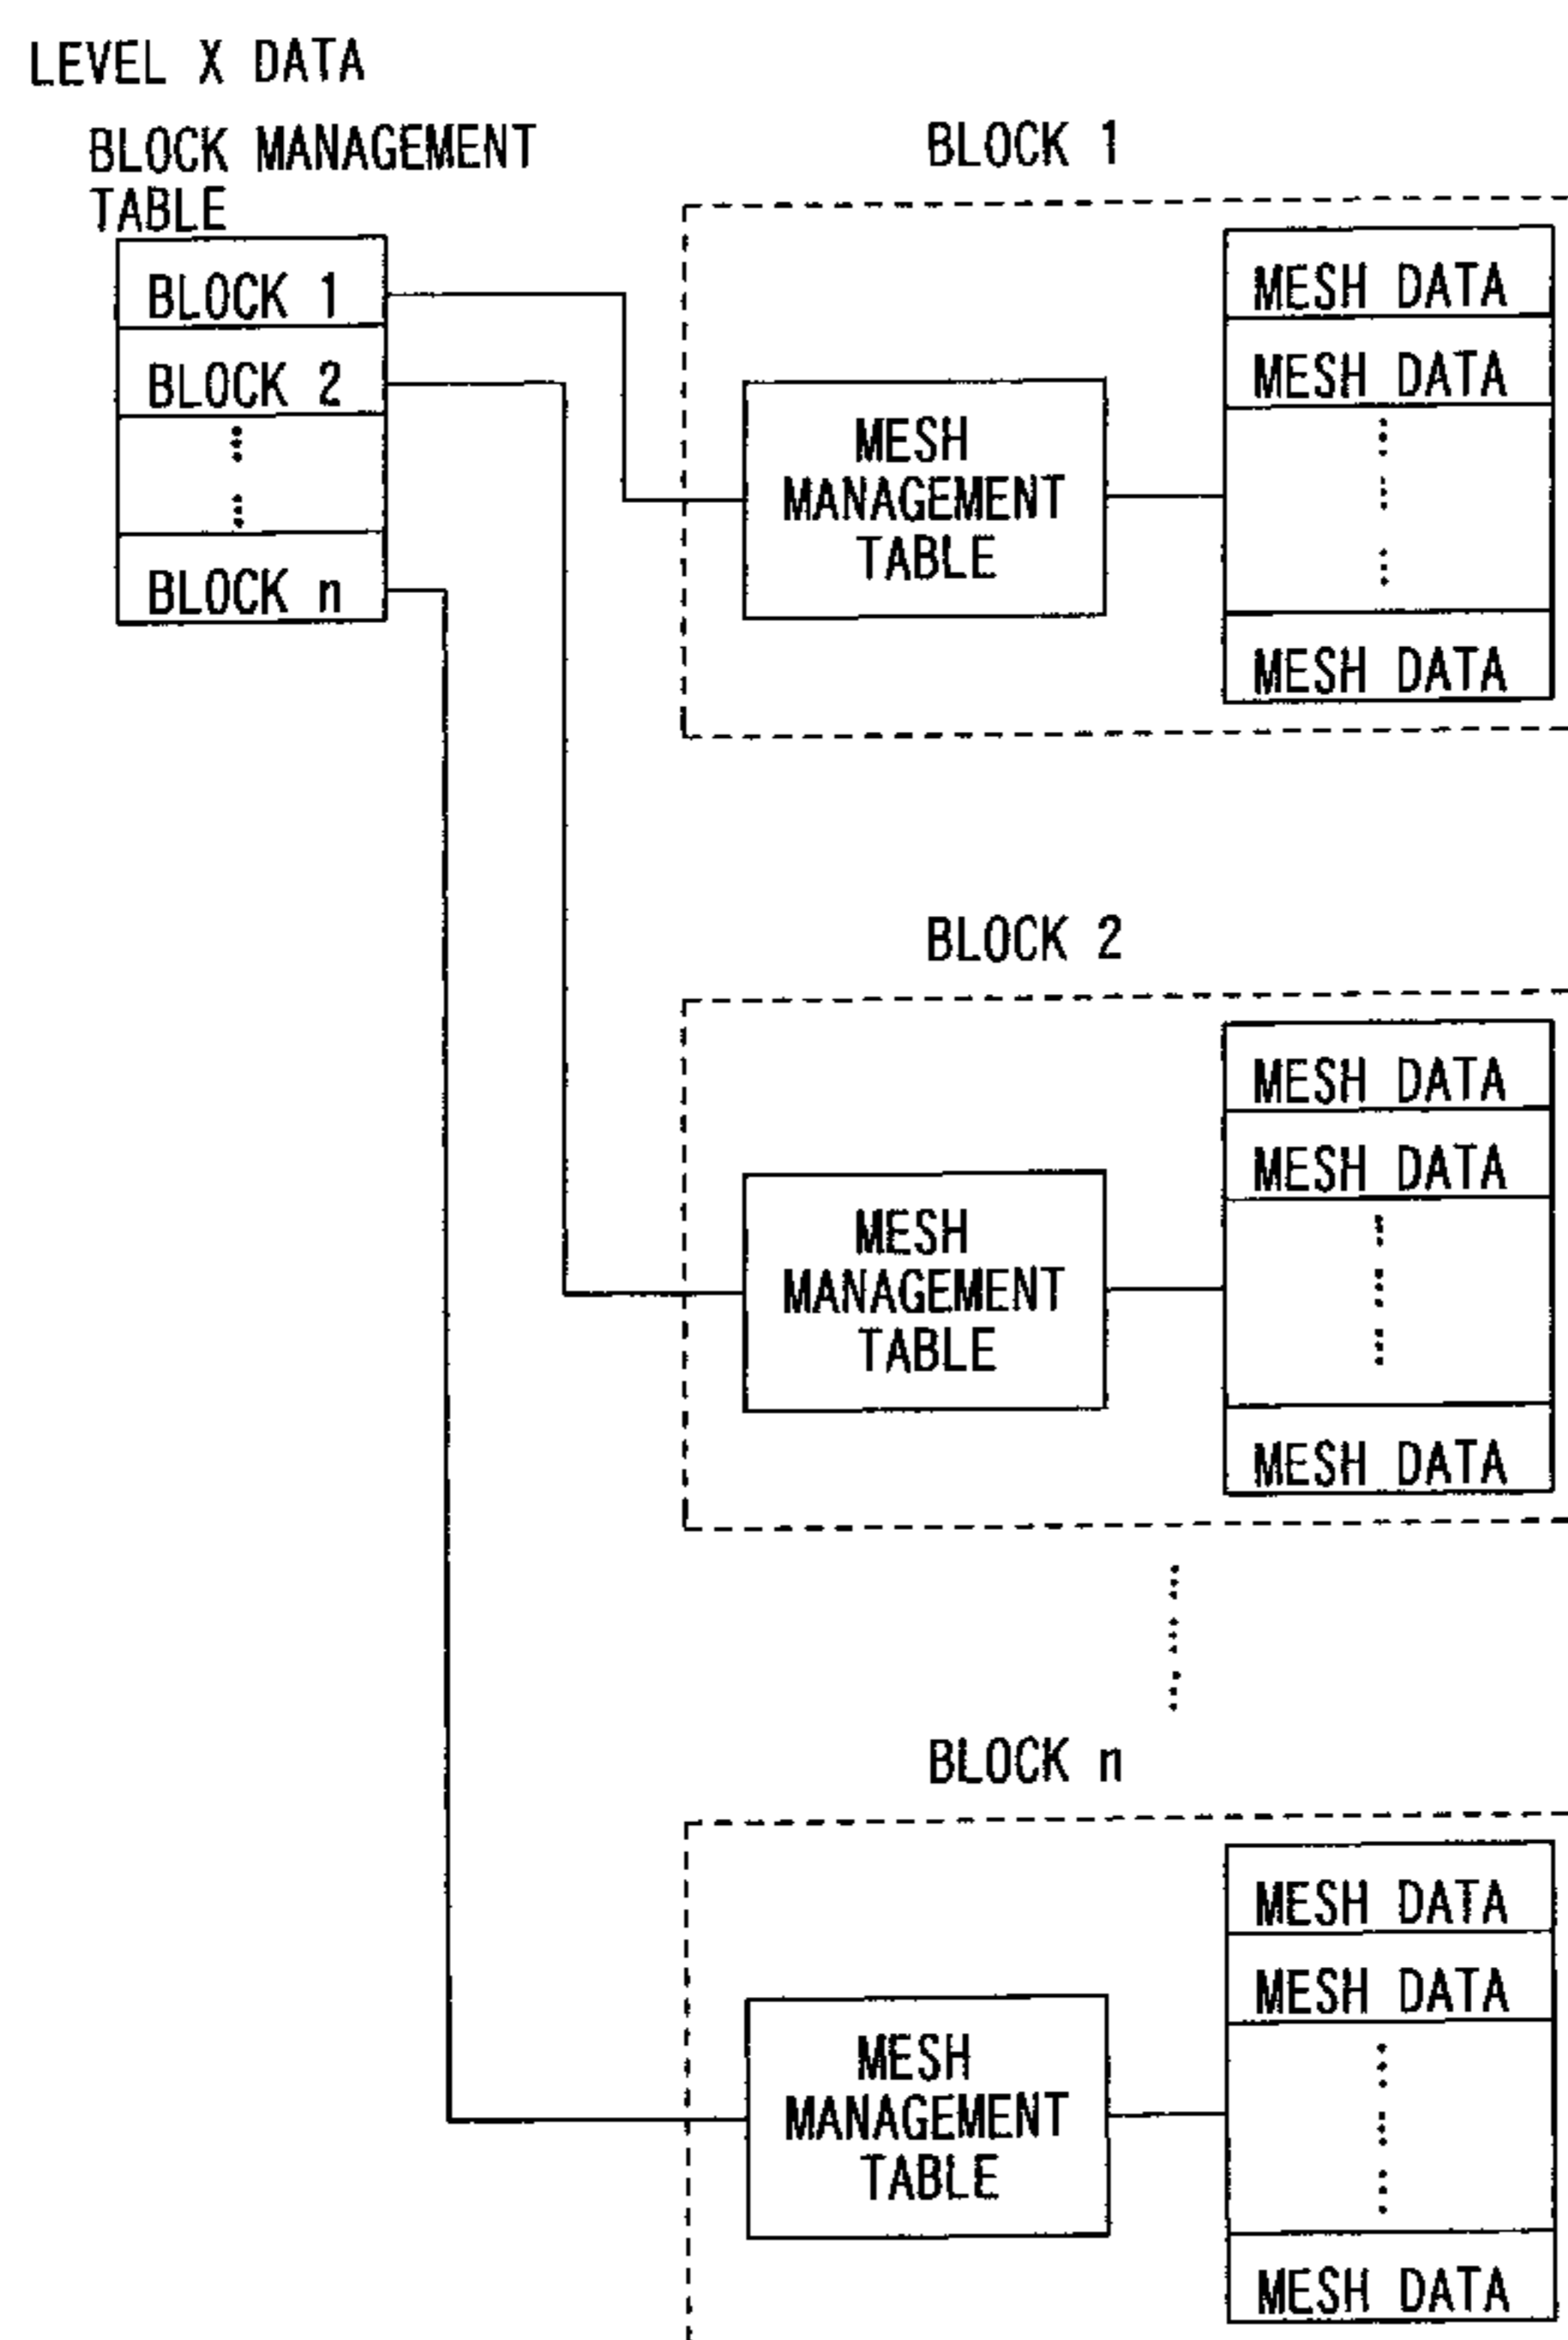 LEVEL X DATA
BLOCK MANAGEMENT
TABLE
BLOCK 1
BLOCK 2
BLOCK n
BLOCK 1
MESH
MANAGEMENT
TABLE
MESH DATA
MESH DATA
MESH DATA
BLOCK 2
MESH
MANAGEMENT
TABLE
MESH DATA
MESH DATA
MESH DATA
BLOCK n
MESH
MANAGEMENT
TABLE
MESH DATA
MESH DATA
MESH DATA